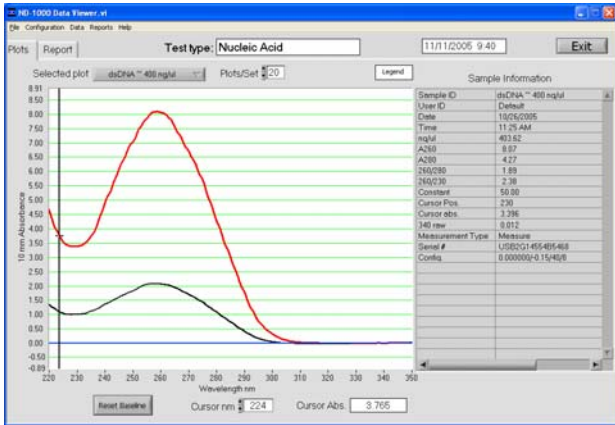 ND-1000 Data Viewer.vi
File Configuration Data Reports Help
Plots Report Test type: Nucleic Acid 11/11/2005 9:40 Exit
Selected plot dsDNA ~ 400 ng/ul Plots/Set 20 Legend
Sample Information
Sample ID dsDNA ~ 400 ng/ul
User ID Default
Date 10/26/2005
Time 11:25 AM
ng/ul 403.62
A260 8.07
A280 4.27
260/280 1.89
260/230 2.38
Constant 50.00
Cursor Pos. 230
Cursor abs. 3.396
340 raw 0.012
Measurement Type Measure
Serial # USB2G14554B5468
Config. 0.000000/-0.15/40/8
10 mm Absorbance
8.91
8.50
8.00
7.50
7.00
6.50
6.00
5.50
5.00
4.50
4.00
3.50
3.00
2.50
2.00
1.50
1.00
0.50
0.00
-0.50
-0.89
220 230 240 250 260 270 280 290 300 310 320 330 340 350
Wavelength nm
Reset Baseline Cursor nm 224 Cursor Abs. 3.765